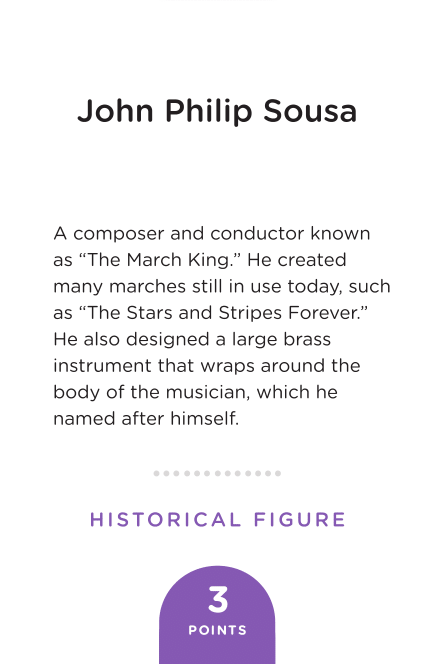 John Philip Sousa
A composer and conductor known
as “The March King.” He created
many marches still in use today, such
as “The Stars and Stripes Forever.”
He also designed a large brass
instrument that wraps around the
body of the musician, which he
named after himself.
HISTORICAL FIGURE
3
POINTS